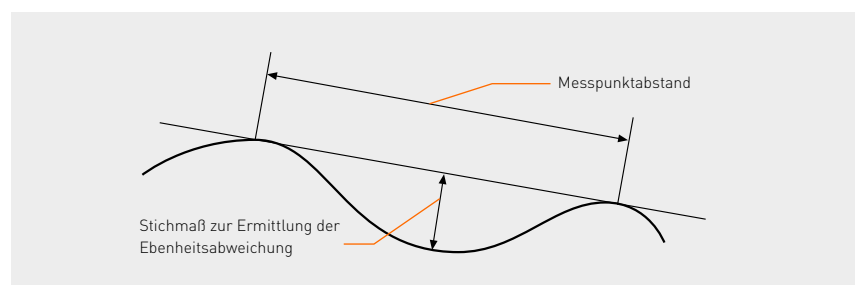 Messpunktabstand
Stichmaß zur Ermittlung der
Ebenheitsabweichung